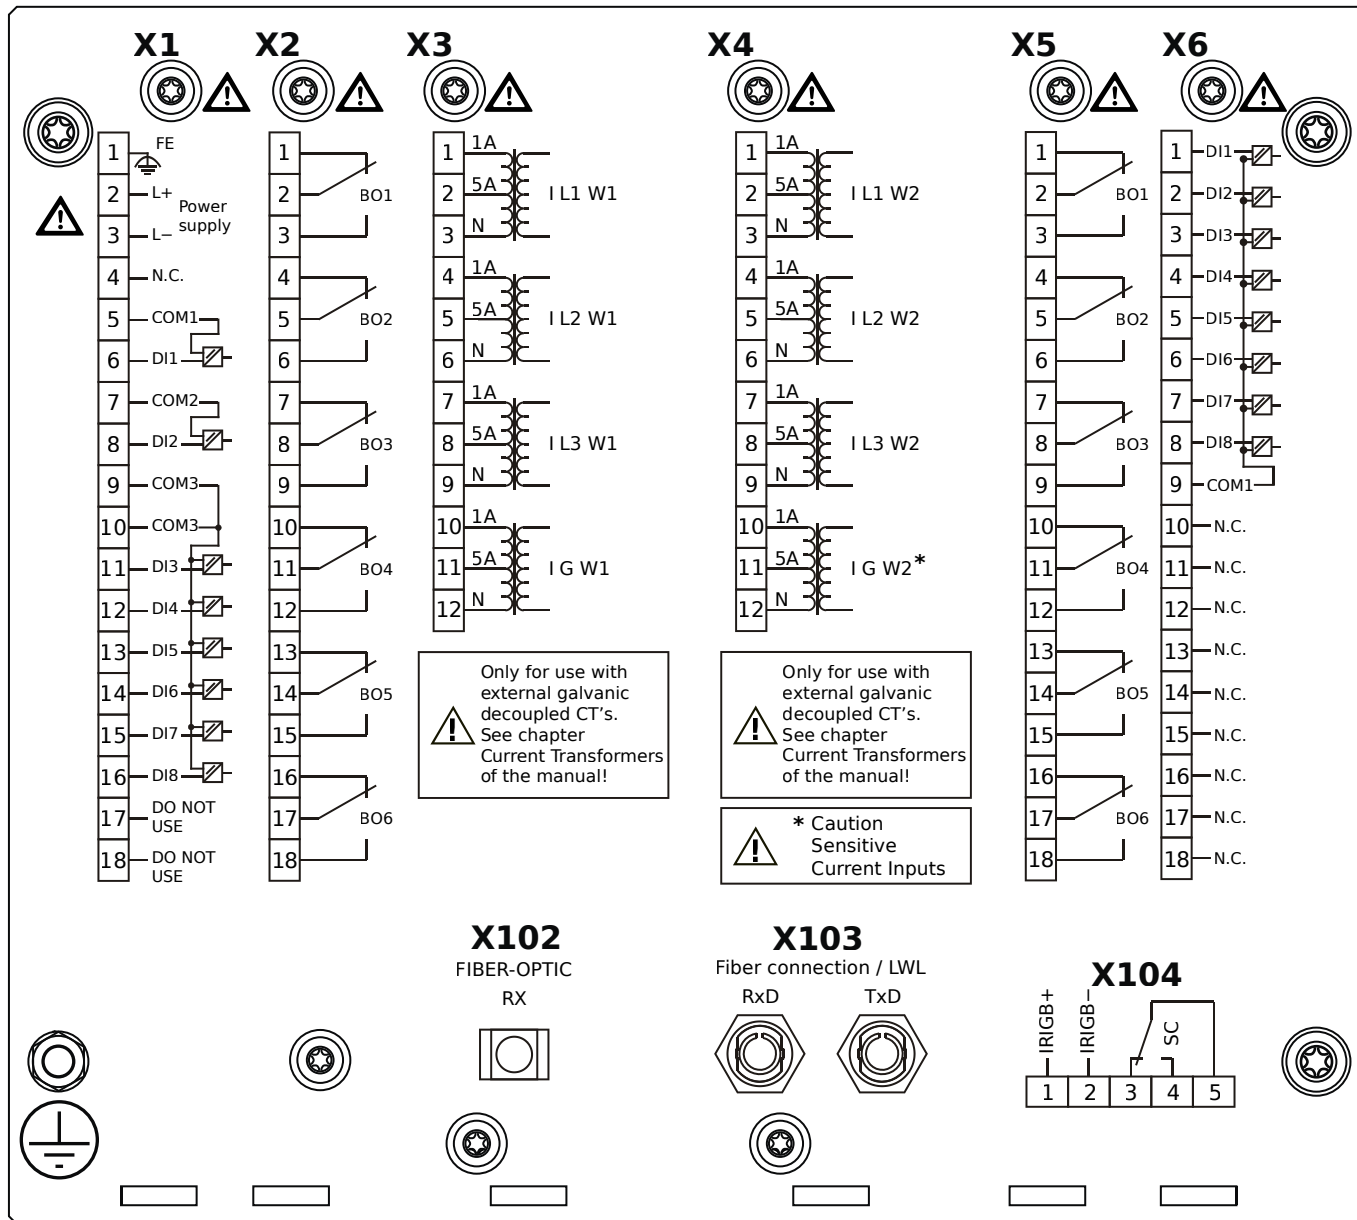 X1
X2
X3
X4
X5
X6
1 FE
2 L+
Power
supply
3 L−
4 N.C.
5 COM1
6 DI1
7 COM2
8 DI2
9 COM3
10 COM3
11 DI3
12 DI4
13 DI5
14 DI6
15 DI7
16 DI8
17 DO NOT
USE
18 DO NOT
USE
1
2 BO1
3
4
5 BO2
6
7
8 BO3
9
10
11 BO4
12
13
14 BO5
15
16
17 BO6
18
1 1A
2 5A I L1 W1
3 N
4 1A
5 5A I L2 W1
6 N
7 1A
8 5A I L3 W1
9 N
10 1A
11 5A I G W1
12 N
Only for use with
external galvanic
decoupled CT's.
See chapter
Current Transformers
of the manual!
1 1A
2 5A I L1 W2
3 N
4 1A
5 5A I L2 W2
6 N
7 1A
8 5A I L3 W2
9 N
10 1A
11 5A I G W2*
12 N
Only for use with
external galvanic
decoupled CT's.
See chapter
Current Transformers
of the manual!
* Caution
Sensitive
Current Inputs
1
2 BO1
3
4
5 BO2
6
7
8 BO3
9
10
11 BO4
12
13
14 BO5
15
16
17 BO6
18
1 DI1
2 DI2
3 DI3
4 DI4
5 DI5
6 DI6
7 DI7
8 DI8
9 COM1
10 N.C.
11 N.C.
12 N.C.
13 N.C.
14 N.C.
15 N.C.
16 N.C.
17 N.C.
18 N.C.
X102
FIBER-OPTIC
RX
X103
Fiber connection / LWL
RxD TxD
X104
IRIGB+
IRIGB−
SC
1 2 3 4 5